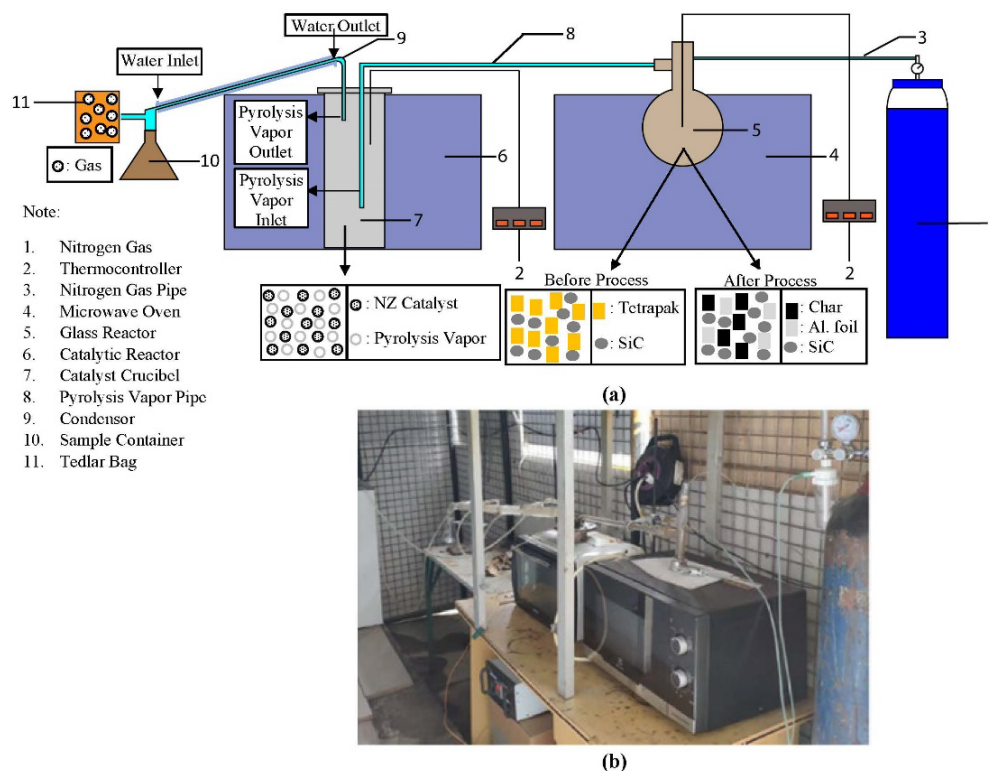 Water Outlet
9
8
3
Water Inlet
11
Pyrolysis
Vapor
Outlet
5
6
4
10
: Gas
Pyrolysis
Vapor
Inlet
7
Note:
1. Nitrogen Gas
2. Thermocontroller
3. Nitrogen Gas Pipe
4. Microwave Oven
5. Glass Reactor
6. Catalytic Reactor
7. Catalyst Crucibel
8. Pyrolysis Vapor Pipe
9. Condensor
10. Sample Container
11. Tedlar Bag
2
2
: NZ Catalyst
: Pyrolysis Vapor
Before Process
: Tetrapak
: SiC
After Process
: Char
: Al. foil
: SiC
(a)
(b)